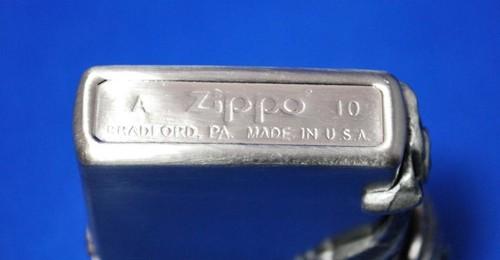 A Zippo 10
BRADFORD, PA. MADE IN U.S.A.